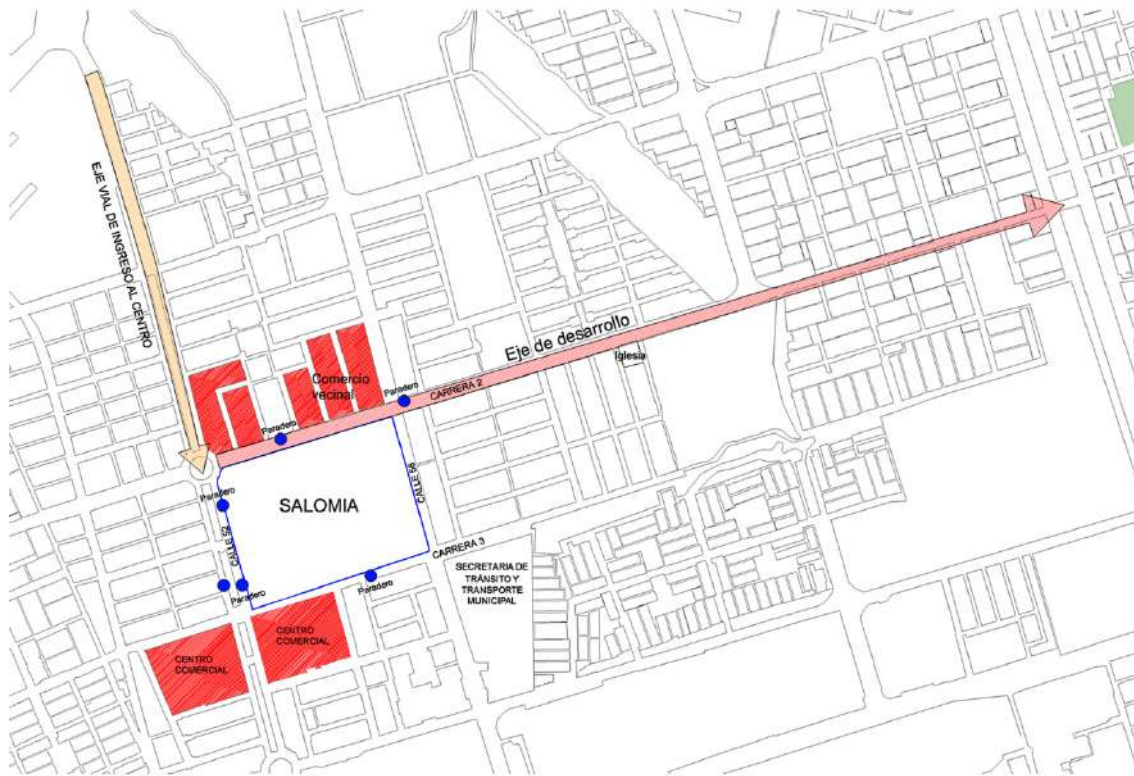 EJE VIAL DE INGRESO AL CENTRO
Eje de desarrollo
Iglesia
Comercio
vecinal
Paradero
CARRERA 2
Paradero
Paradero
SALOMIA
CALLE 56
CALLE 52
CARRERA 3
Paradero
Paradero
SECRETARIA DE
TRÁNSITO Y
TRANSPORTE
MUNICIPAL
CENTRO
COMERCIAL
CENTRO
COMERCIAL